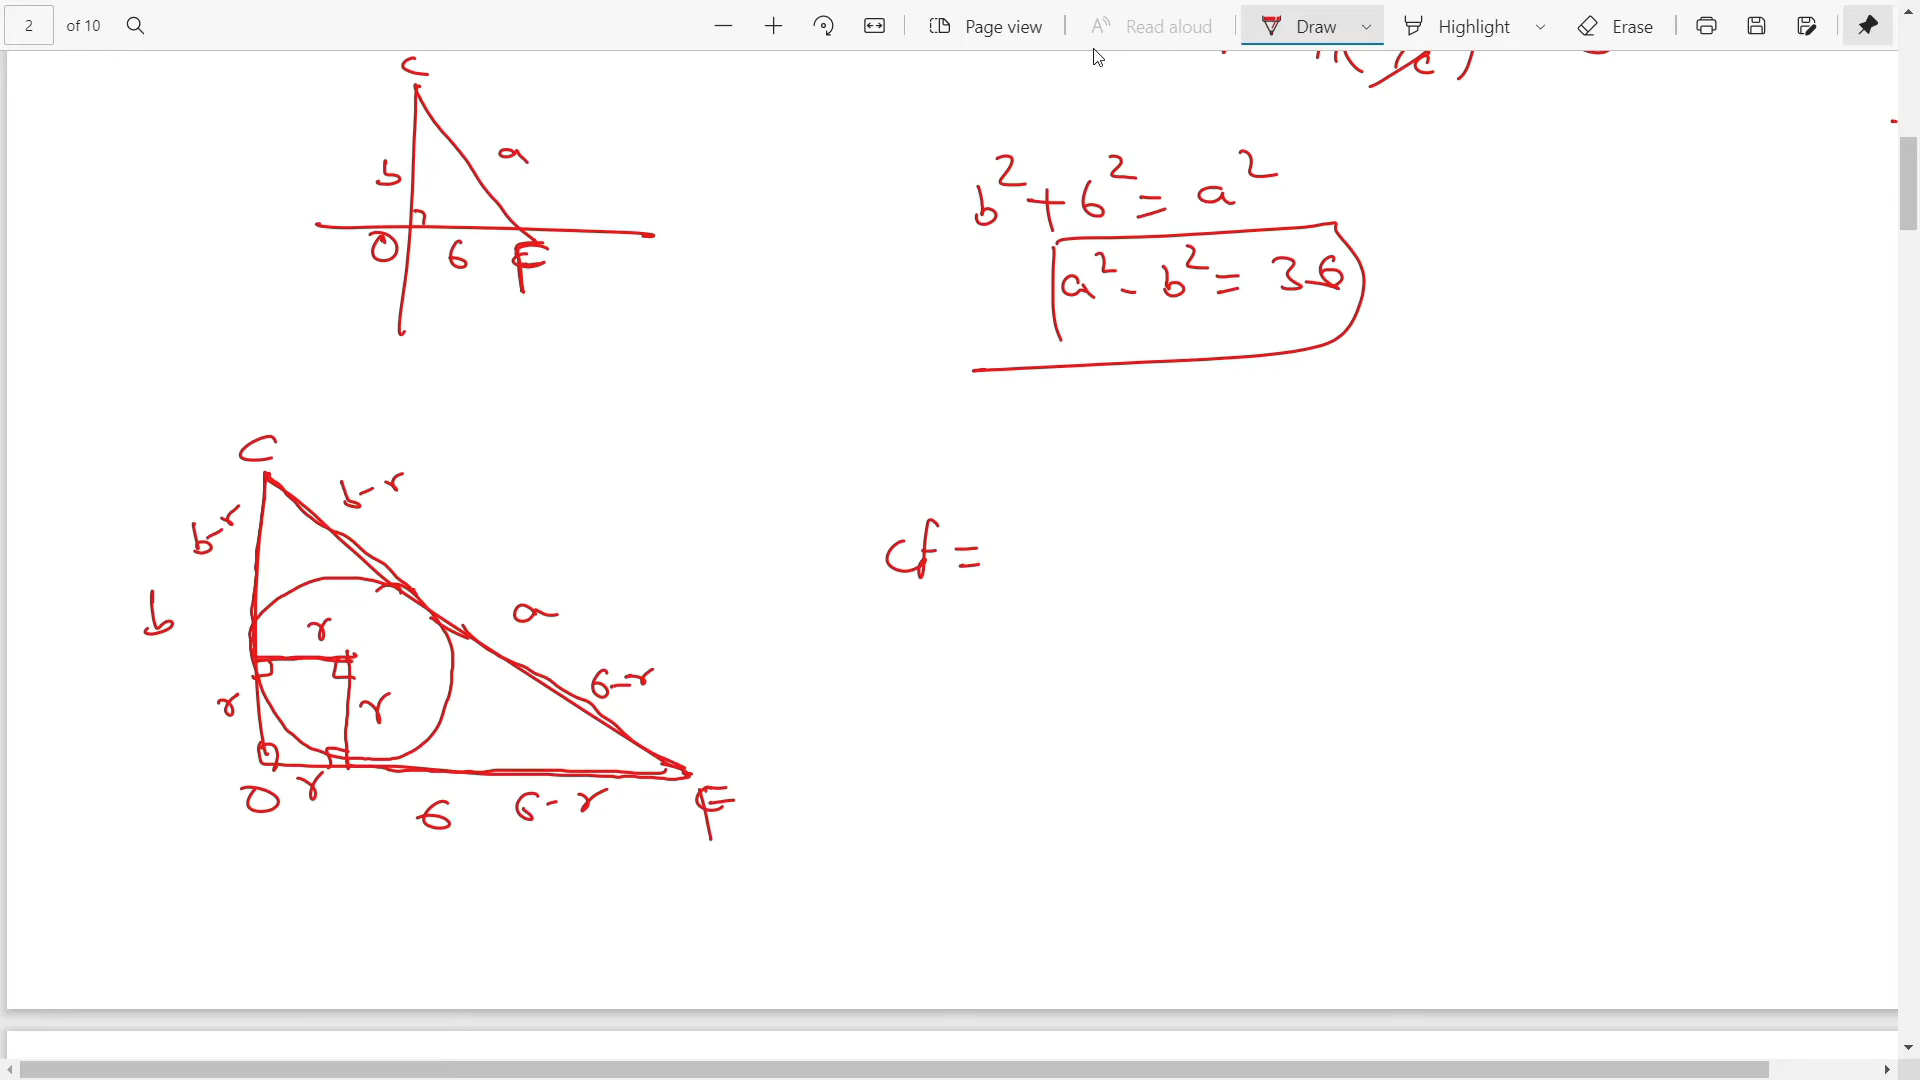 2 of 10 Page view Read aloud Draw Highlight Erase
C
b a
O 6 F
b² + 6² = a²
a² - b² = 36
C
b-r b-r
b r a
r r 6-r
O r 6 6-r F
CF =